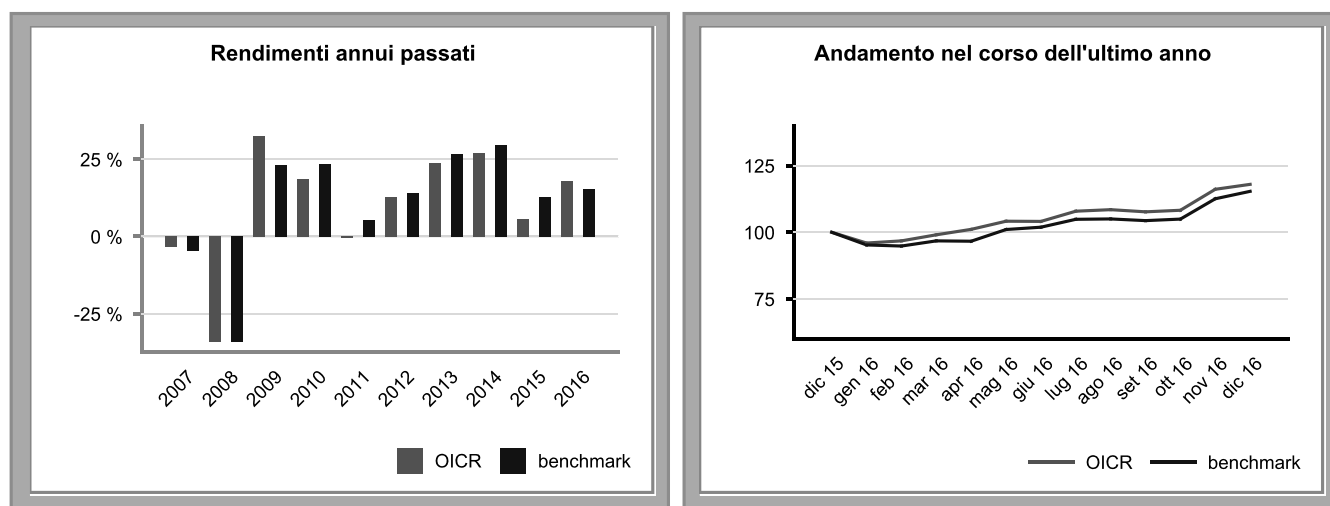 Rendimenti annui passati
25 %
0 %
-25 %
2007
2008
2009
2010
2011
2012
2013
2014
2015
2016
OICR
benchmark
Andamento nel corso dell'ultimo anno
125
100
75
dic 15
gen 16
feb 16
mar 16
apr 16
mag 16
giu 16
lug 16
ago 16
set 16
ott 16
nov 16
dic 16
OICR
benchmark